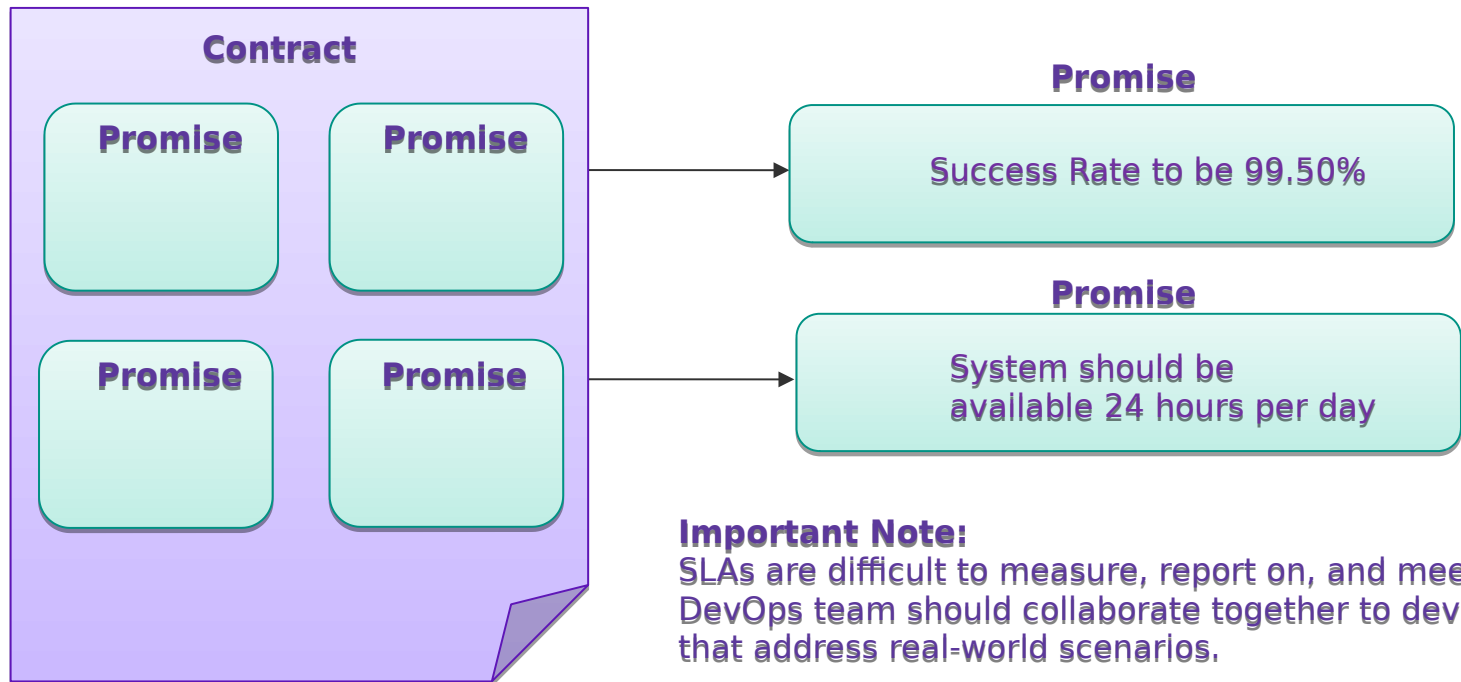 Contract
Promise
Promise
Promise
Promise
Promise
Success Rate to be 99.50%
Promise
System should be
available 24 hours per day
Important Note:
SLAs are difficult to measure, report on, and
DevOps team should collaborate together to
that address real-world scenarios.